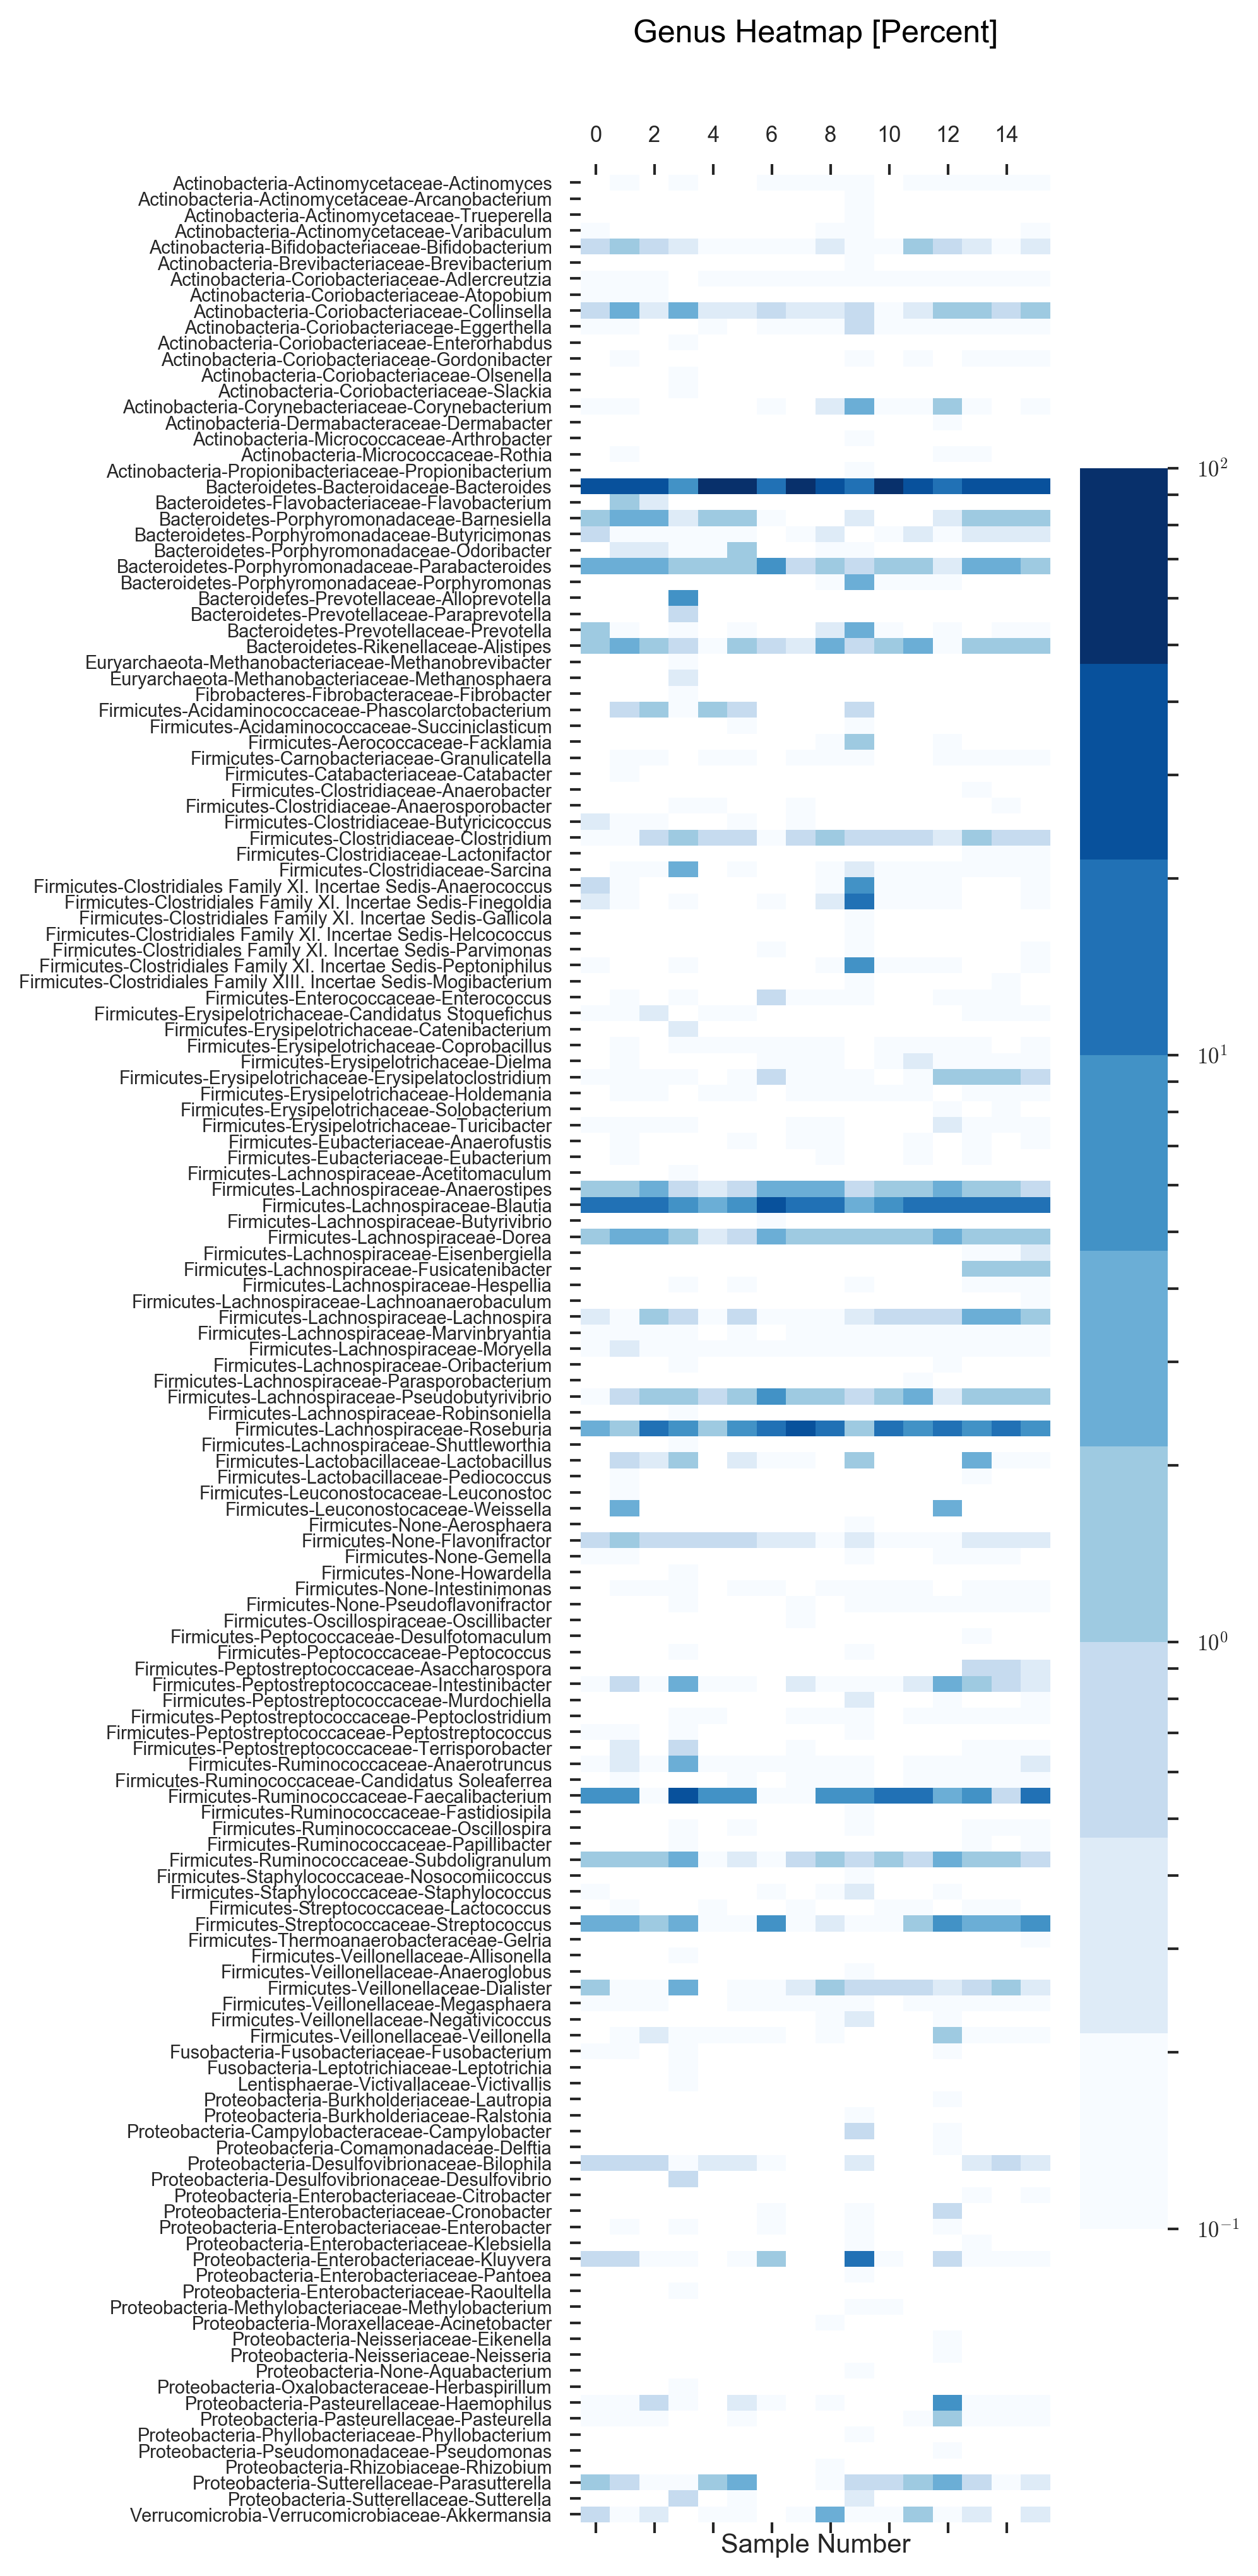 Genus Heatmap [Percent]
0 2 4 6 8 10 12 14
Actinobacteria-Actinomycetaceae-Actinomyces
Actinobacteria-Actinomycetaceae-Arcanobacterium
Actinobacteria-Actinomycetaceae-Trueperella
Actinobacteria-Actinomycetaceae-Varibaculum
Actinobacteria-Bifidobacteriaceae-Bifidobacterium
Actinobacteria-Brevibacteriaceae-Brevibacterium
Actinobacteria-Coriobacteriaceae-Adlercreutzia
Actinobacteria-Coriobacteriaceae-Atopobium
Actinobacteria-Coriobacteriaceae-Collinsella
Actinobacteria-Coriobacteriaceae-Eggerthella
Actinobacteria-Coriobacteriaceae-Enterorhabdus
Actinobacteria-Coriobacteriaceae-Gordonibacter
Actinobacteria-Coriobacteriaceae-Olsenella
Actinobacteria-Coriobacteriaceae-Slackia
Actinobacteria-Corynebacteriaceae-Corynebacterium
Actinobacteria-Dermabacteraceae-Dermabacter
Actinobacteria-Micrococcaceae-Arthrobacter
Actinobacteria-Micrococcaceae-Rothia
Actinobacteria-Propionibacteriaceae-Propionibacterium
Bacteroidetes-Bacteroidaceae-Bacteroides
Bacteroidetes-Flavobacteriaceae-Flavobacterium
Bacteroidetes-Porphyromonadaceae-Barnesiella
Bacteroidetes-Porphyromonadaceae-Butyricimonas
Bacteroidetes-Porphyromonadaceae-Odoribacter
Bacteroidetes-Porphyromonadaceae-Parabacteroides
Bacteroidetes-Porphyromonadaceae-Porphyromonas
Bacteroidetes-Prevotellaceae-Alloprevotella
Bacteroidetes-Prevotellaceae-Paraprevotella
Bacteroidetes-Prevotellaceae-Prevotella
Bacteroidetes-Rikenellaceae-Alistipes
Euryarchaeota-Methanobacteriaceae-Methanobrevibacter
Euryarchaeota-Methanobacteriaceae-Methanosphaera
Fibrobacteres-Fibrobacteraceae-Fibrobacter
Firmicutes-Acidaminococcaceae-Phascolarctobacterium
Firmicutes-Acidaminococcaceae-Succiniclasticum
Firmicutes-Aerococcaceae-Facklamia
Firmicutes-Carnobacteriaceae-Granulicatella
Firmicutes-Catabacteriaceae-Catabacter
Firmicutes-Clostridiaceae-Anaerobacter
Firmicutes-Clostridiaceae-Anaerosporobacter
Firmicutes-Clostridiaceae-Butyricicoccus
Firmicutes-Clostridiaceae-Clostridium
Firmicutes-Clostridiaceae-Lactonifactor
Firmicutes-Clostridiaceae-Sarcina
Firmicutes-Clostridiales Family XI. Incertae Sedis-Anaerococcus
Firmicutes-Clostridiales Family XI. Incertae Sedis-Finegoldia
Firmicutes-Clostridiales Family XI. Incertae Sedis-Gallicola
Firmicutes-Clostridiales Family XI. Incertae Sedis-Helcococcus
Firmicutes-Clostridiales Family XI. Incertae Sedis-Parvimonas
Firmicutes-Clostridiales Family XI. Incertae Sedis-Peptoniphilus
Firmicutes-Clostridiales Family XIII. Incertae Sedis-Mogibacterium
Firmicutes-Enterococcaceae-Enterococcus
Firmicutes-Erysipelotrichaceae-Candidatus Stoquefichus
Firmicutes-Erysipelotrichaceae-Catenibacterium
Firmicutes-Erysipelotrichaceae-Coprobacillus
Firmicutes-Erysipelotrichaceae-Dielma
Firmicutes-Erysipelotrichaceae-Erysipelatoclostridium
Firmicutes-Erysipelotrichaceae-Holdemania
Firmicutes-Erysipelotrichaceae-Solobacterium
Firmicutes-Erysipelotrichaceae-Turicibacter
Firmicutes-Eubacteriaceae-Anaerofustis
Firmicutes-Eubacteriaceae-Eubacterium
Firmicutes-Lachnospiraceae-Acetitomaculum
Firmicutes-Lachnospiraceae-Anaerostipes
Firmicutes-Lachnospiraceae-Blautia
Firmicutes-Lachnospiraceae-Butyrivibrio
Firmicutes-Lachnospiraceae-Dorea
Firmicutes-Lachnospiraceae-Eisenbergiella
Firmicutes-Lachnospiraceae-Fusicatenibacter
Firmicutes-Lachnospiraceae-Hespellia
Firmicutes-Lachnospiraceae-Lachnoanaerobaculum
Firmicutes-Lachnospiraceae-Lachnospira
Firmicutes-Lachnospiraceae-Marvinbryantia
Firmicutes-Lachnospiraceae-Moryella
Firmicutes-Lachnospiraceae-Oribacterium
Firmicutes-Lachnospiraceae-Parasporobacterium
Firmicutes-Lachnospiraceae-Pseudobutyrivibrio
Firmicutes-Lachnospiraceae-Robinsoniella
Firmicutes-Lachnospiraceae-Roseburia
Firmicutes-Lachnospiraceae-Shuttleworthia
Firmicutes-Lactobacillaceae-Lactobacillus
Firmicutes-Lactobacillaceae-Pediococcus
Firmicutes-Leuconostocaceae-Leuconostoc
Firmicutes-Leuconostocaceae-Weissella
Firmicutes-None-Aerosphaera
Firmicutes-None-Flavonifractor
Firmicutes-None-Gemella
Firmicutes-None-Howardella
Firmicutes-None-Intestinimonas
Firmicutes-None-Pseudoflavonifractor
Firmicutes-Oscillospiraceae-Oscillibacter
Firmicutes-Peptococcaceae-Desulfotomaculum
Firmicutes-Peptococcaceae-Peptococcus
Firmicutes-Peptostreptococcaceae-Asaccharospora
Firmicutes-Peptostreptococcaceae-Intestinibacter
Firmicutes-Peptostreptococcaceae-Murdochiella
Firmicutes-Peptostreptococcaceae-Peptoclostridium
Firmicutes-Peptostreptococcaceae-Peptostreptococcus
Firmicutes-Peptostreptococcaceae-Terrisporobacter
Firmicutes-Ruminococcaceae-Anaerotruncus
Firmicutes-Ruminococcaceae-Candidatus Soleaferrea
Firmicutes-Ruminococcaceae-Faecalibacterium
Firmicutes-Ruminococcaceae-Fastidiosipila
Firmicutes-Ruminococcaceae-Oscillospira
Firmicutes-Ruminococcaceae-Papillibacter
Firmicutes-Ruminococcaceae-Subdoligranulum
Firmicutes-Staphylococcaceae-Nosocomiicoccus
Firmicutes-Staphylococcaceae-Staphylococcus
Firmicutes-Streptococcaceae-Lactococcus
Firmicutes-Streptococcaceae-Streptococcus
Firmicutes-Thermoanaerobacteraceae-Gelria
Firmicutes-Veillonellaceae-Allisonella
Firmicutes-Veillonellaceae-Anaeroglobus
Firmicutes-Veillonellaceae-Dialister
Firmicutes-Veillonellaceae-Megasphaera
Firmicutes-Veillonellaceae-Negativicoccus
Firmicutes-Veillonellaceae-Veillonella
Fusobacteria-Fusobacteriaceae-Fusobacterium
Fusobacteria-Leptotrichiaceae-Leptotrichia
Lentisphaerae-Victivallaceae-Victivallis
Proteobacteria-Burkholderiaceae-Lautropia
Proteobacteria-Burkholderiaceae-Ralstonia
Proteobacteria-Campylobacteraceae-Campylobacter
Proteobacteria-Comamonadaceae-Delftia
Proteobacteria-Desulfovibrionaceae-Bilophila
Proteobacteria-Desulfovibrionaceae-Desulfovibrio
Proteobacteria-Enterobacteriaceae-Citrobacter
Proteobacteria-Enterobacteriaceae-Cronobacter
Proteobacteria-Enterobacteriaceae-Enterobacter
Proteobacteria-Enterobacteriaceae-Klebsiella
Proteobacteria-Enterobacteriaceae-Kluyvera
Proteobacteria-Enterobacteriaceae-Pantoea
Proteobacteria-Enterobacteriaceae-Raoultella
Proteobacteria-Methylobacteriaceae-Methylobacterium
Proteobacteria-Moraxellaceae-Acinetobacter
Proteobacteria-Neisseriaceae-Eikenella
Proteobacteria-Neisseriaceae-Neisseria
Proteobacteria-None-Aquabacterium
Proteobacteria-Oxalobacteraceae-Herbaspirillum
Proteobacteria-Pasteurellaceae-Haemophilus
Proteobacteria-Pasteurellaceae-Pasteurella
Proteobacteria-Phyllobacteriaceae-Phyllobacterium
Proteobacteria-Pseudomonadaceae-Pseudomonas
Proteobacteria-Rhizobiaceae-Rhizobium
Proteobacteria-Sutterellaceae-Parasutterella
Proteobacteria-Sutterellaceae-Sutterella
Verrucomicrobia-Verrucomicrobiaceae-Akkermansia
Sample Number
10²
10¹
10⁰
10⁻¹